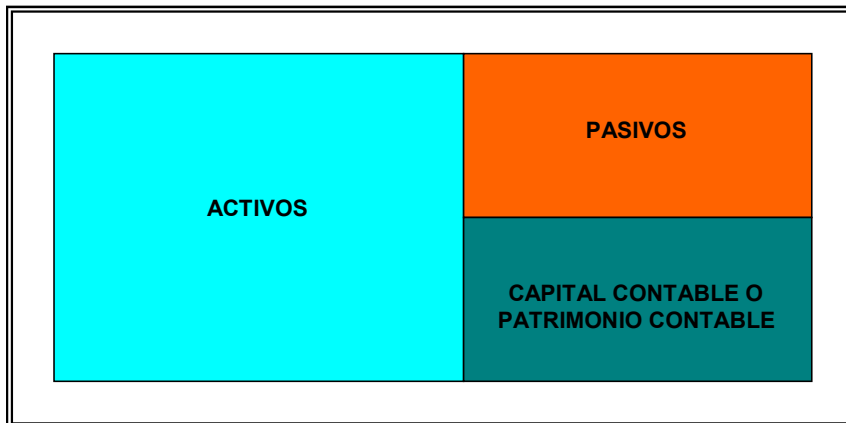 PASIVOS
ACTIVOS
CAPITAL CONTABLE O
PATRIMONIO CONTABLE